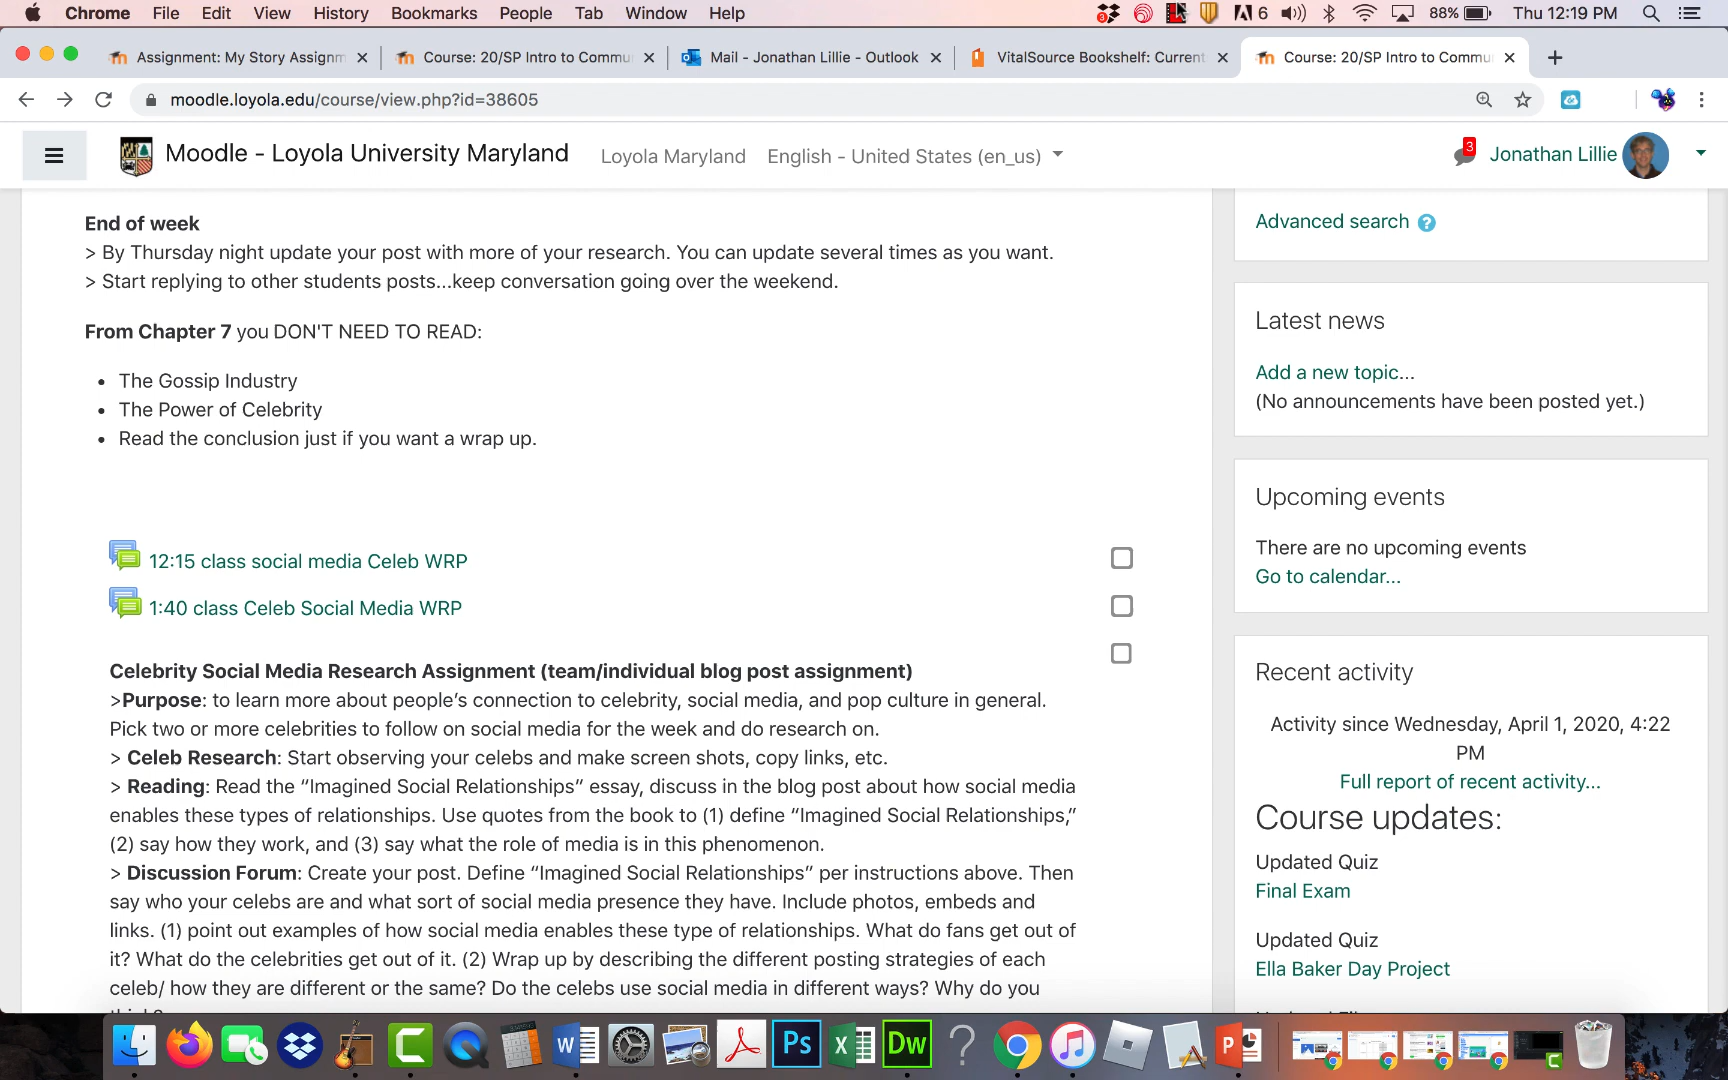 Chrome File Edit View History Bookmarks People Tab Window Help 3 6 88% Thu 12:19 PM
Assignment: My Story Assignm Course: 20/SP Intro to Commu Mail - Jonathan Lillie - Outlook VitalSource Bookshelf: Current Course: 20/SP Intro to Commu
moodle.loyola.edu/course/view.php?id=38605
Moodle - Loyola University Maryland Loyola Maryland English - United States (en_us) 3 Jonathan Lillie
End of week
> By Thursday night update your post with more of your research. You can update several times as you want.
> Start replying to other students posts...keep conversation going over the weekend.
From Chapter 7 you DON'T NEED TO READ:
• The Gossip Industry
• The Power of Celebrity
• Read the conclusion just if you want a wrap up.
12:15 class social media Celeb WRP
1:40 class Celeb Social Media WRP
Celebrity Social Media Research Assignment (team/individual blog post assignment)
>Purpose: to learn more about people's connection to celebrity, social media, and pop culture in general.
Pick two or more celebrities to follow on social media for the week and do research on.
> Celeb Research: Start observing your celebs and make screen shots, copy links, etc.
> Reading: Read the “Imagined Social Relationships” essay, discuss in the blog post about how social media
enables these types of relationships. Use quotes from the book to (1) define “Imagined Social Relationships,”
(2) say how they work, and (3) say what the role of media is in this phenomenon.
> Discussion Forum: Create your post. Define “Imagined Social Relationships” per instructions above. Then
say who your celebs are and what sort of social media presence they have. Include photos, embeds and
links. (1) point out examples of how social media enables these type of relationships. What do fans get out of
it? What do the celebrities get out of it. (2) Wrap up by describing the different posting strategies of each
celeb/ how they are different or the same? Do the celebs use social media in different ways? Why do you
Advanced search ?
Latest news
Add a new topic...
(No announcements have been posted yet.)
Upcoming events
There are no upcoming events
Go to calendar...
Recent activity
Activity since Wednesday, April 1, 2020, 4:22
PM
Full report of recent activity...
Course updates:
Updated Quiz
Final Exam
Updated Quiz
Ella Baker Day Project
W Ps X Dw ? P